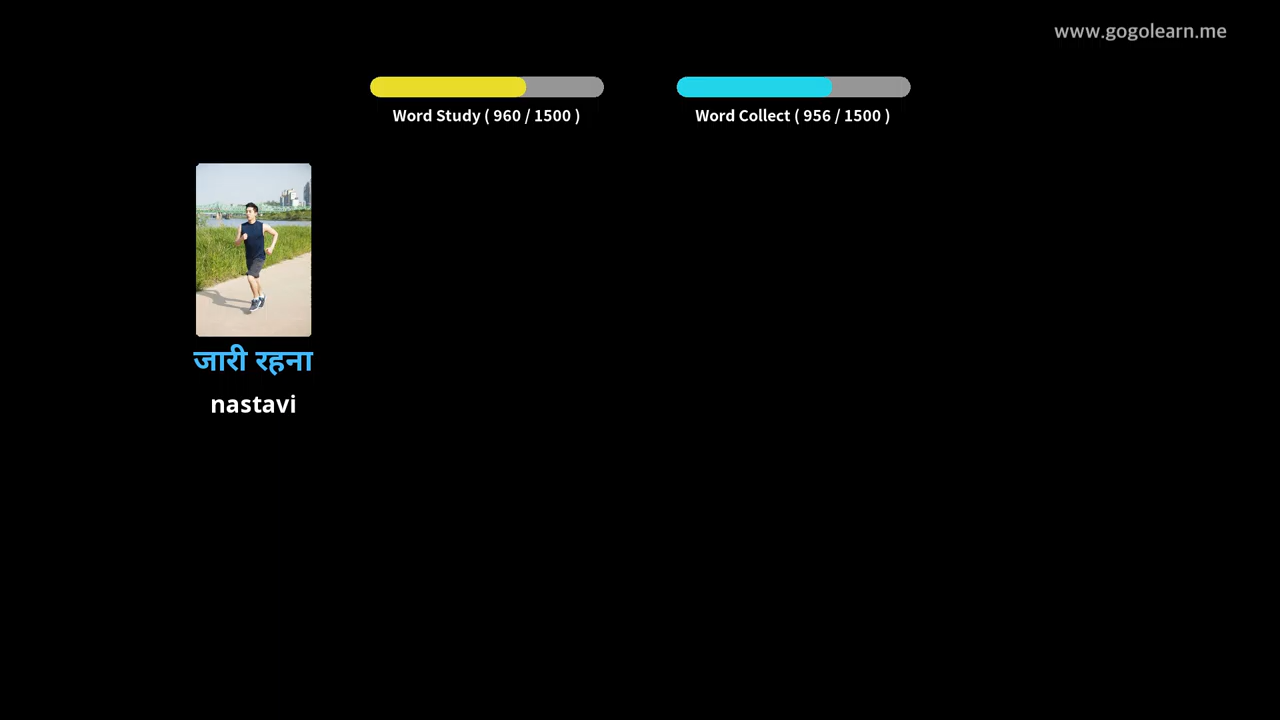 www.gogolearn.me
Word Study ( 960 / 1500 )
Word Collect ( 956 / 1500 )
जारी रहना
nastavi